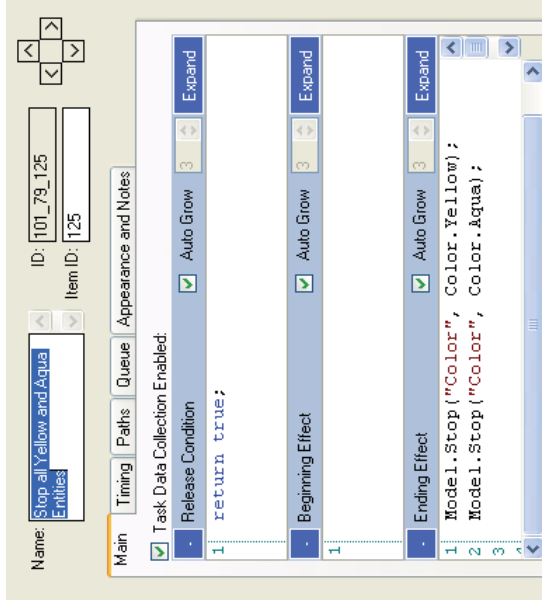 Name: Stop all Yellow and Aqua Entities ID: 101_79_125
Item ID: 125
Main Timing Paths Queue Appearance and Notes
Task Data Collection Enabled:
- Release Condition Auto Grow 3 Expand
1 return true;
- Beginning Effect Auto Grow 3 Expand
1
- Ending Effect Auto Grow 3 Expand
1 Model.Stop("Color", Color.Yellow);
2 Model.Stop("Color", Color.Aqua);
3